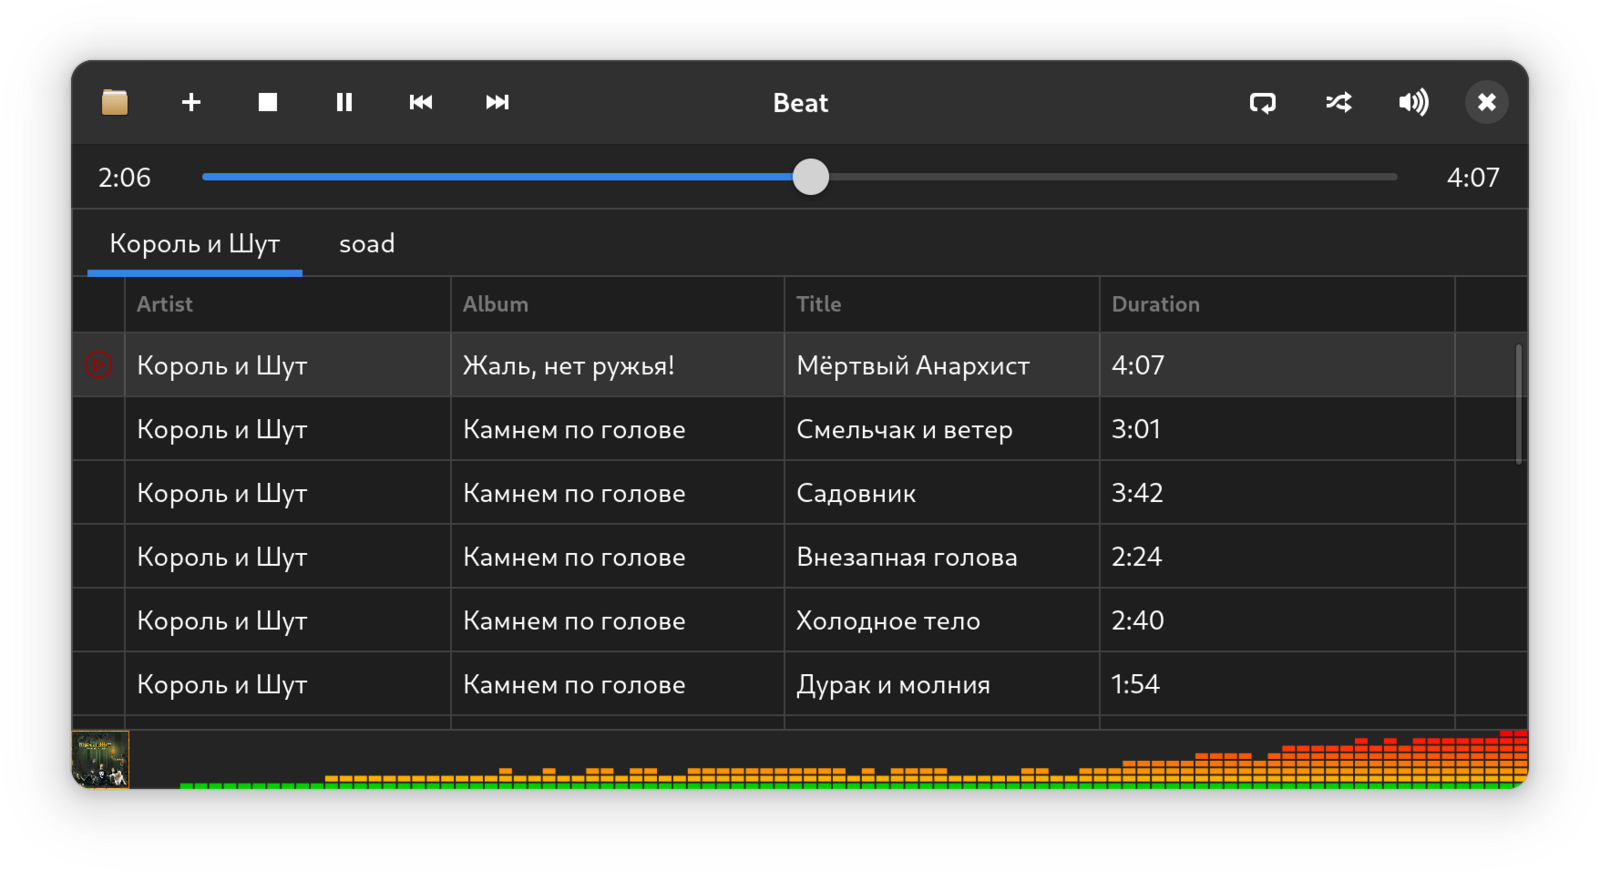 Beat
2:06 4:07
Король и Шут soad
Artist Album Title Duration
Король и Шут Жаль, нет ружья! Мёртвый Анархист 4:07
Король и Шут Камнем по голове Смельчак и ветер 3:01
Король и Шут Камнем по голове Садовник 3:42
Король и Шут Камнем по голове Внезапная голова 2:24
Король и Шут Камнем по голове Холодное тело 2:40
Король и Шут Камнем по голове Дурак и молния 1:54